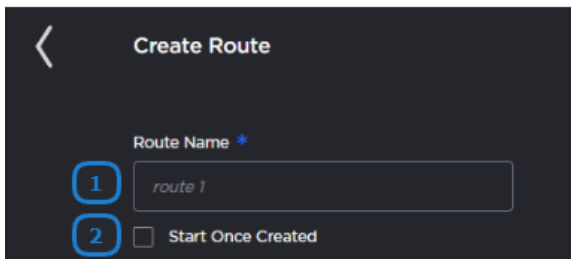 Create Route
Route Name *
1 route 1
2 Start Once Created